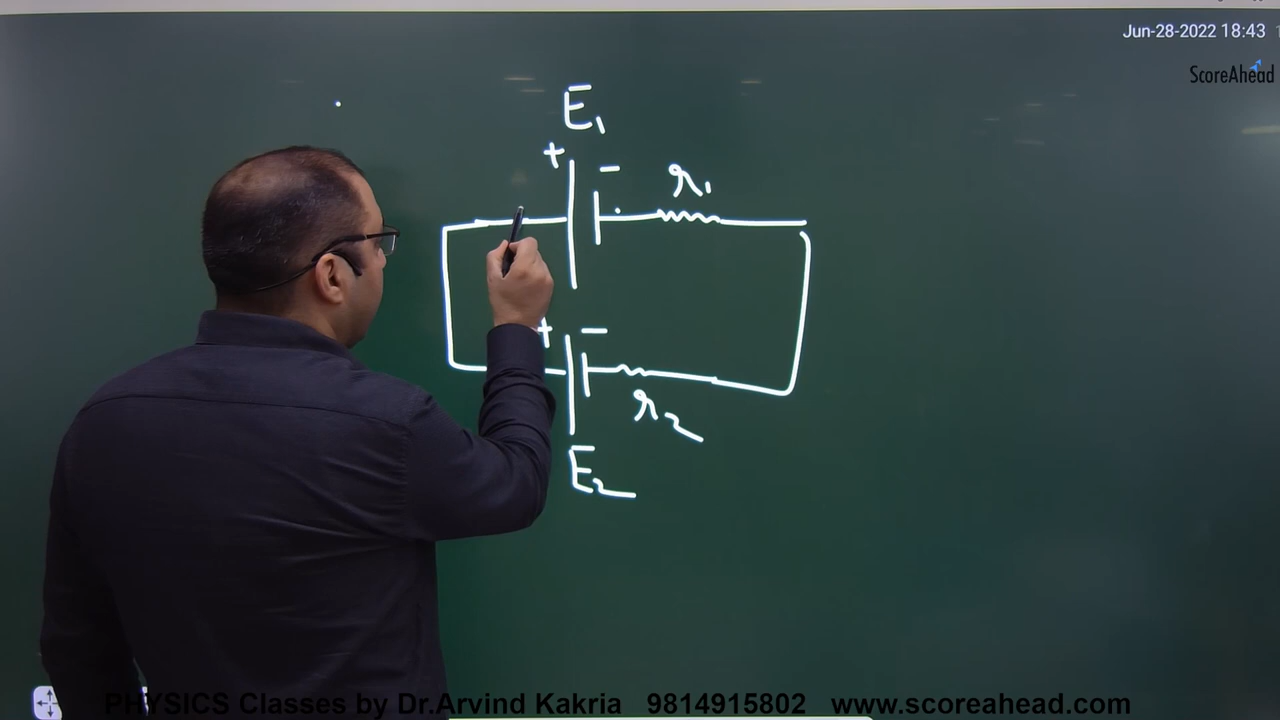 Jun-28-2022 18:43
ScoreAhead
E₁
+ -
r₁
+ -
r₂
E₂
PHYSICS Classes by Dr.Arvind Kakria 9814915802 www.scoreahead.com